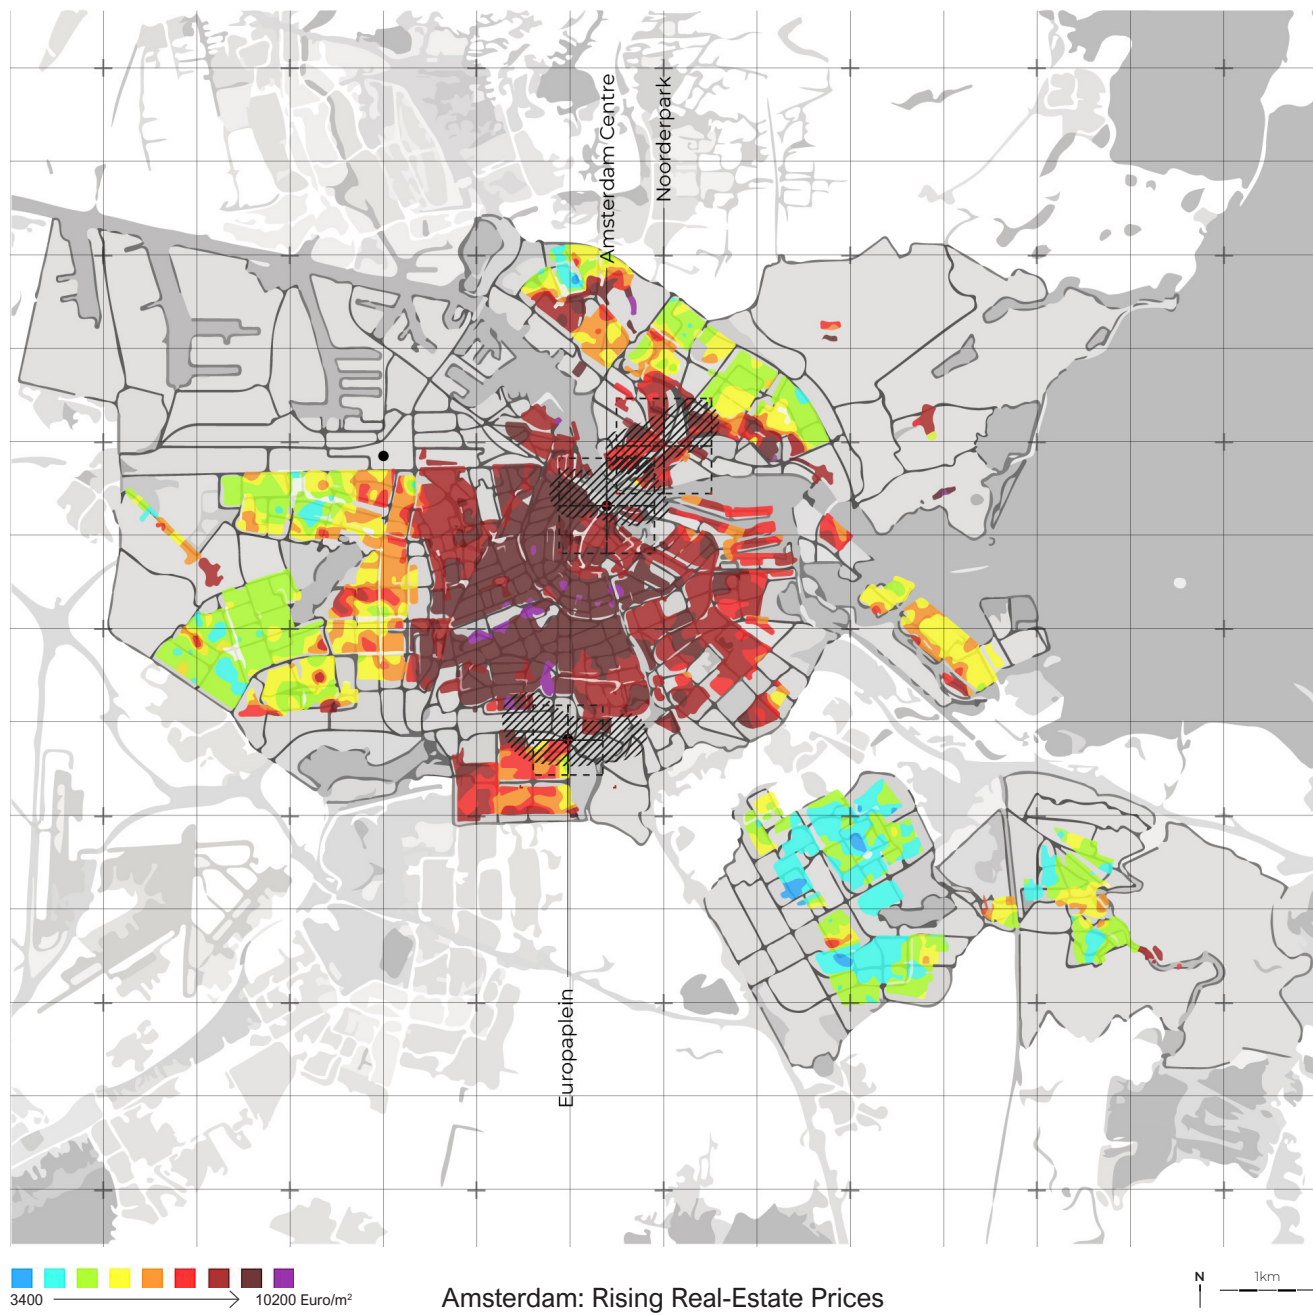 Amsterdam Centre
Noorderpark
Europaplein
3400
10200 Euro/m²
Amsterdam: Rising Real-Estate Prices
N
1km